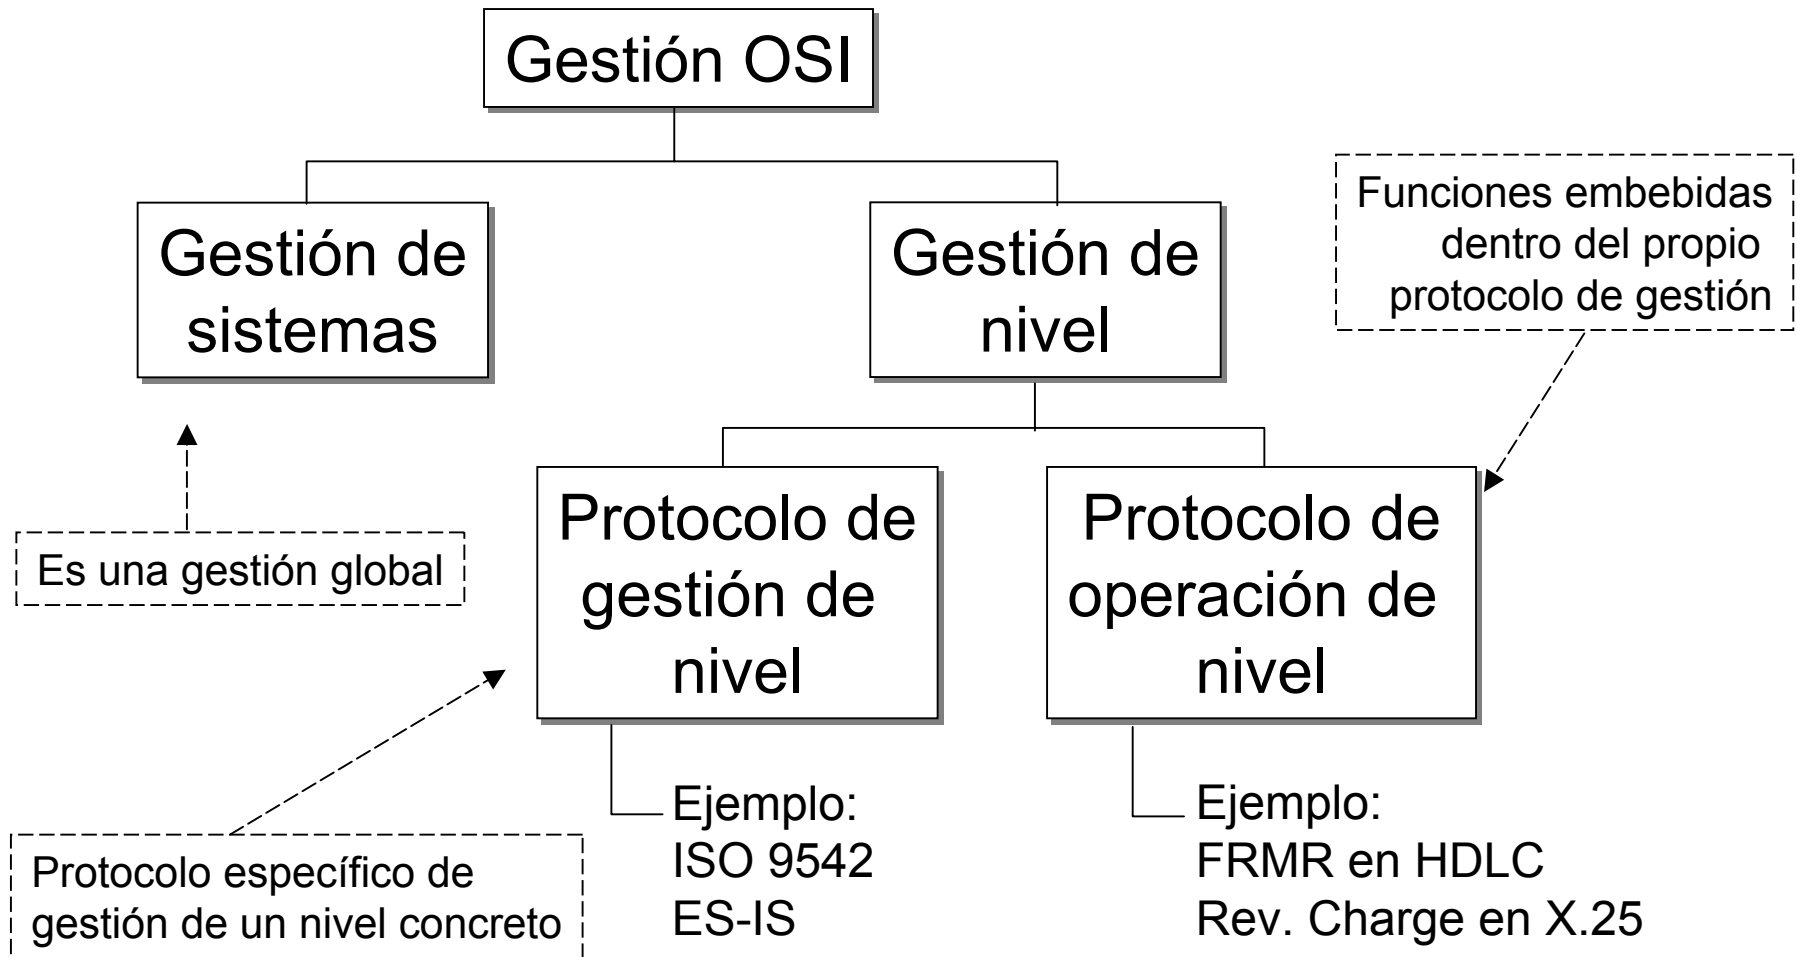 Gestión OSI
Gestión de
sistemas
Gestión de
nivel
Funciones embebidas
dentro del propio
protocolo de gestión
Es una gestión global
Protocolo de
gestión de
nivel
Protocolo de
operación de
nivel
Protocolo específico de
gestión de un nivel concreto
Ejemplo:
ISO 9542
ES-IS
Ejemplo:
FRMR en HDLC
Rev. Charge en X.25